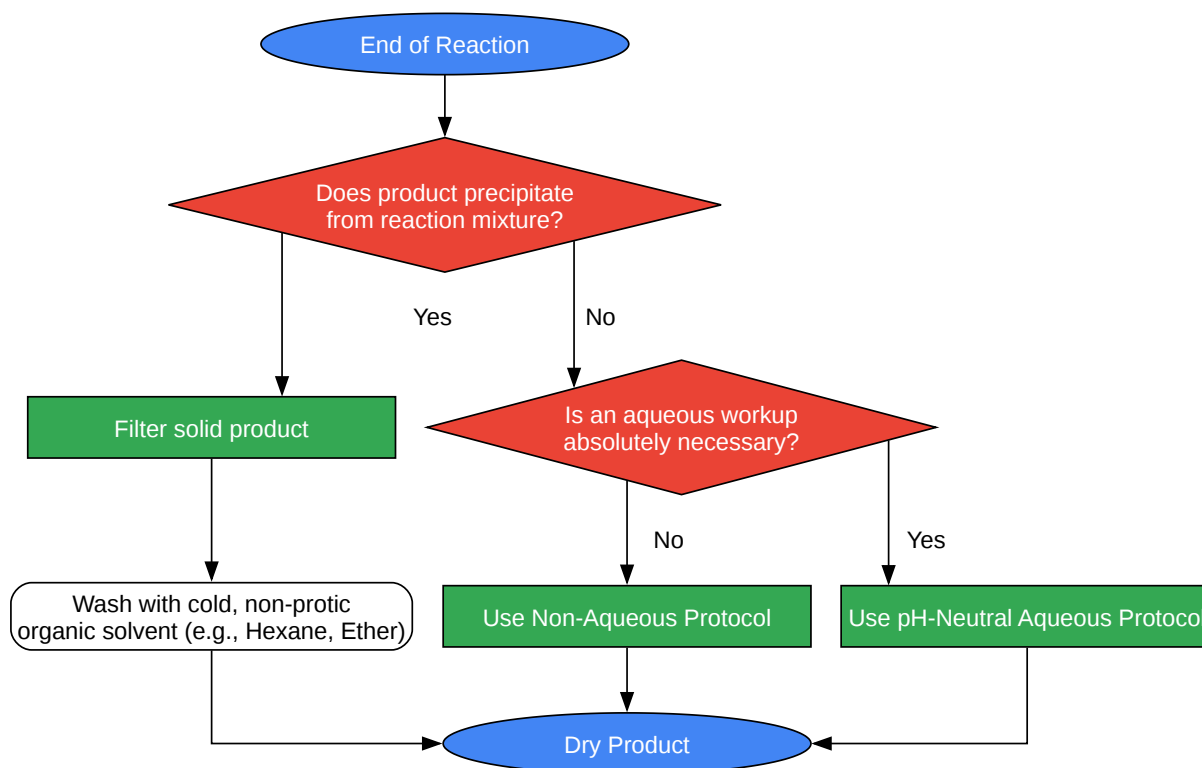 End of Reaction
Does product precipitate
from reaction mixture?
Yes
No
Filter solid product
Is an aqueous workup
absolutely necessary?
No
Yes
Wash with cold, non-protic
organic solvent (e.g., Hexane, Ether)
Use Non-Aqueous Protocol
Use pH-Neutral Aqueous Protocol
Dry Product